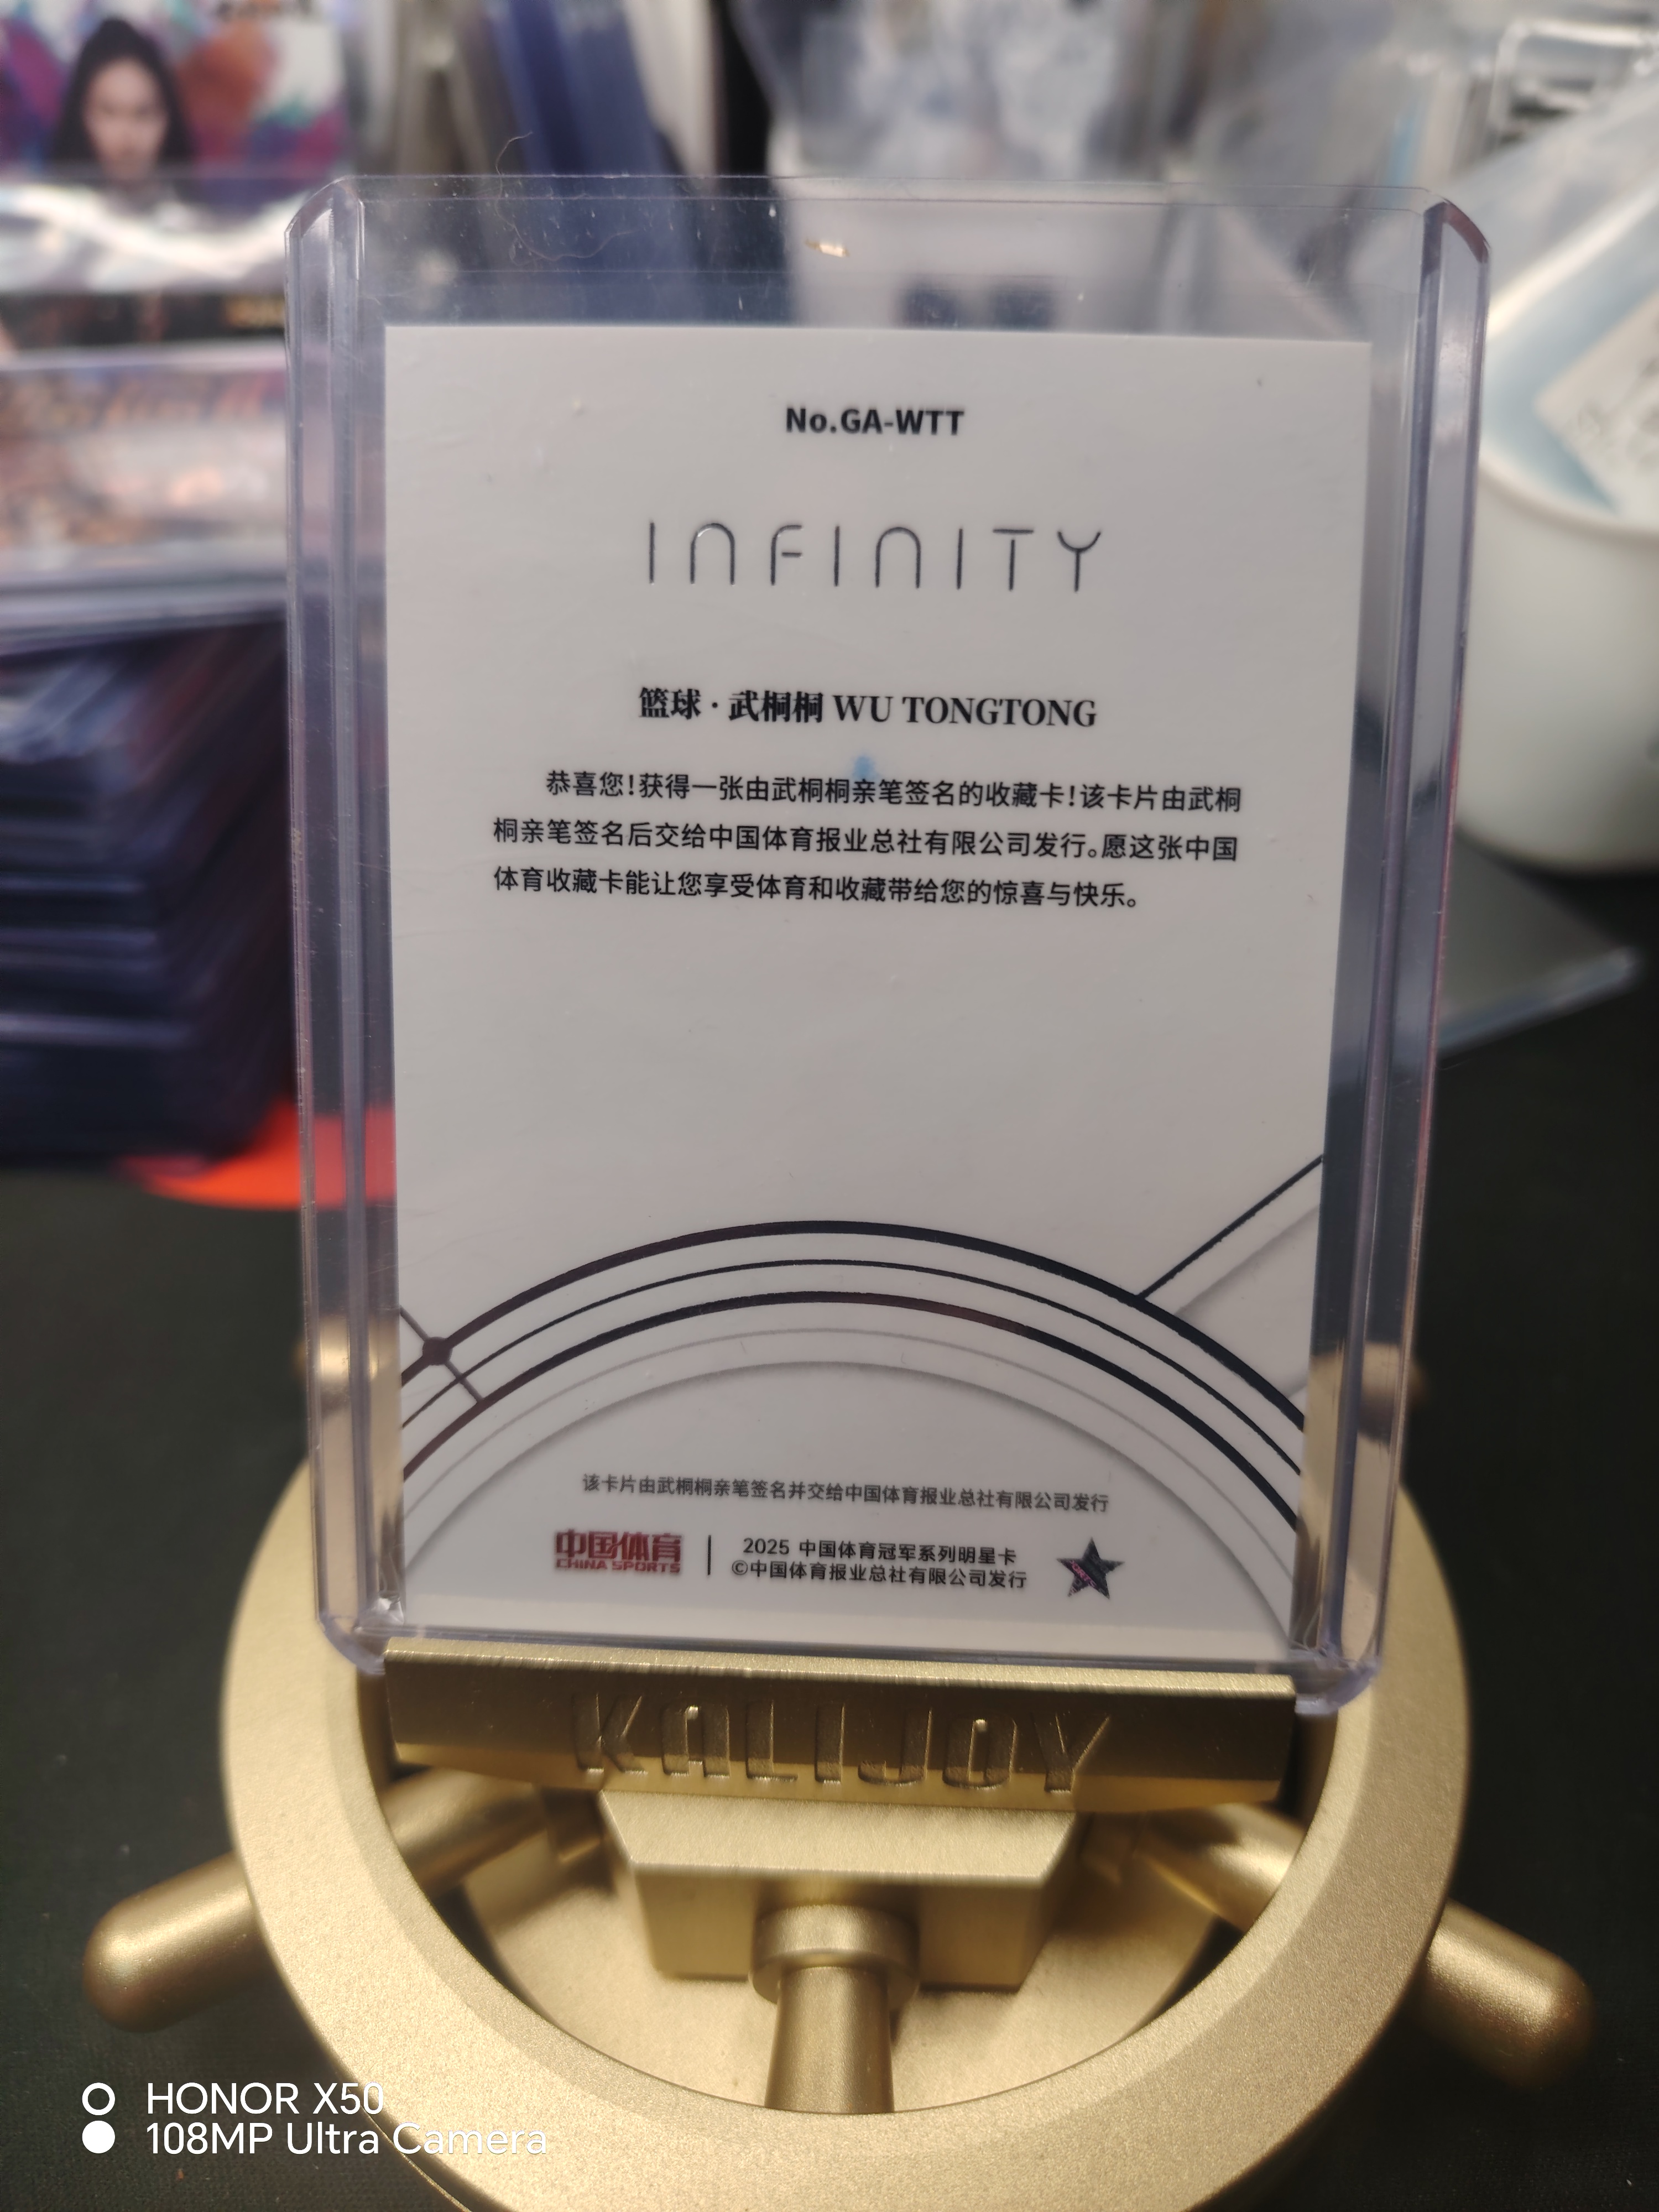 No.GA-WTT
INFINITY
篮球·武桐桐 WU TONGTONG
恭喜您!获得一张由武桐桐亲笔签名的收藏卡!该卡片由武桐
桐亲笔签名后交给中国体育报业总社有限公司发行。愿这张中国
体育收藏卡能让您享受体育和收藏带给您的惊喜与快乐。
该卡片由武桐桐亲笔签名并交给中国体育报业总社有限公司发行
中国体育
CHINA SPORTS
2025 中国体育冠军系列明星卡
©中国体育报业总社有限公司发行
KALIJOY
HONOR X50
108MP Ultra Camera